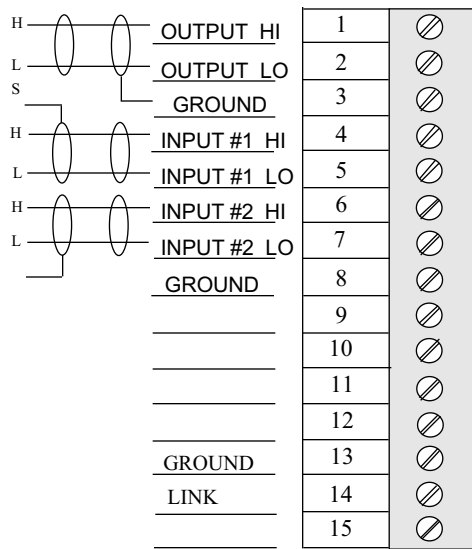 H OUTPUT HI 1
L OUTPUT LO 2
S GROUND 3
H INPUT #1 HI 4
L INPUT #1 LO 5
H INPUT #2 HI 6
L INPUT #2 LO 7
GROUND 8
9
10
11
12
GROUND 13
LINK 14
15